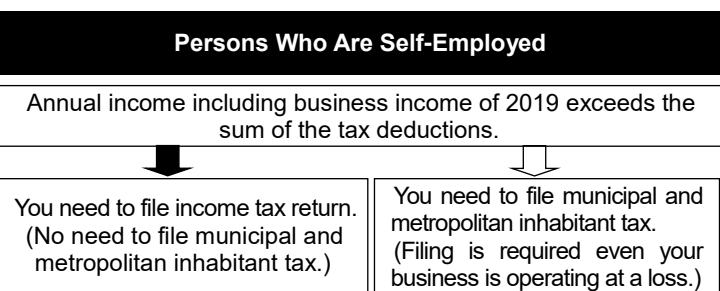 Persons Who Are Self-Employed
Annual income including business income of 2019 exceeds the
sum of the tax deductions.
You need to file income tax return.
(No need to file municipal and
metropolitan inhabitant tax.)
You need to file municipal and
metropolitan inhabitant tax.
(Filing is required even your
business is operating at a loss.)